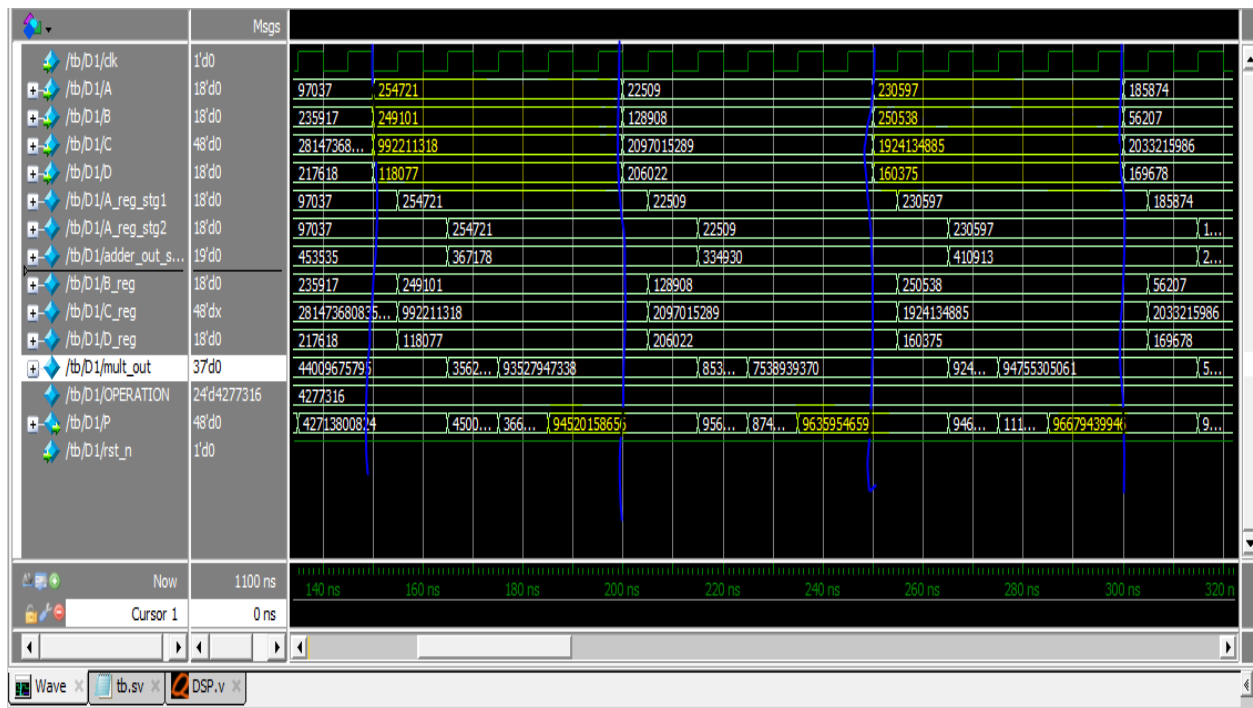 Msgs
/tb/D1/clk 1'd0
/tb/D1/A 18'd0 97037 254721 22509 230597 185874
/tb/D1/B 18'd0 235917 249101 128908 250538 56207
/tb/D1/C 48'd0 28147368... 992211318 2097015289 1924134885 2033215986
/tb/D1/D 18'd0 217618 118077 206022 160375 169678
/tb/D1/A_reg_stg1 18'd0 97037 254721 22509 230597 185874
/tb/D1/A_reg_stg2 18'd0 97037 254721 22509 230597 1...
/tb/D1/adder_out_s... 19'd0 453535 367178 334930 410913 2...
/tb/D1/B_reg 18'd0 235917 249101 128908 250538 56207
/tb/D1/C_reg 48'dx 281473680835... 992211318 2097015289 1924134885 2033215986
/tb/D1/D_reg 18'd0 217618 118077 206022 160375 169678
/tb/D1/mult_out 37'd0 44009675795 3562... 93527947338 853... 7538939370 924... 94755305061 5...
/tb/D1/OPERATION 24'd4277316 4277316
/tb/D1/P 48'd0 42713800824 4500... 366... 94520158656 956... 874... 9635954659 946... 111... 96679439946 9...
/tb/D1/rst_n 1'd0
Now 1100 ns 140 ns 160 ns 180 ns 200 ns 220 ns 240 ns 260 ns 280 ns 300 ns 320 n
Cursor 1 0 ns
Wave tb.sv DSP.v